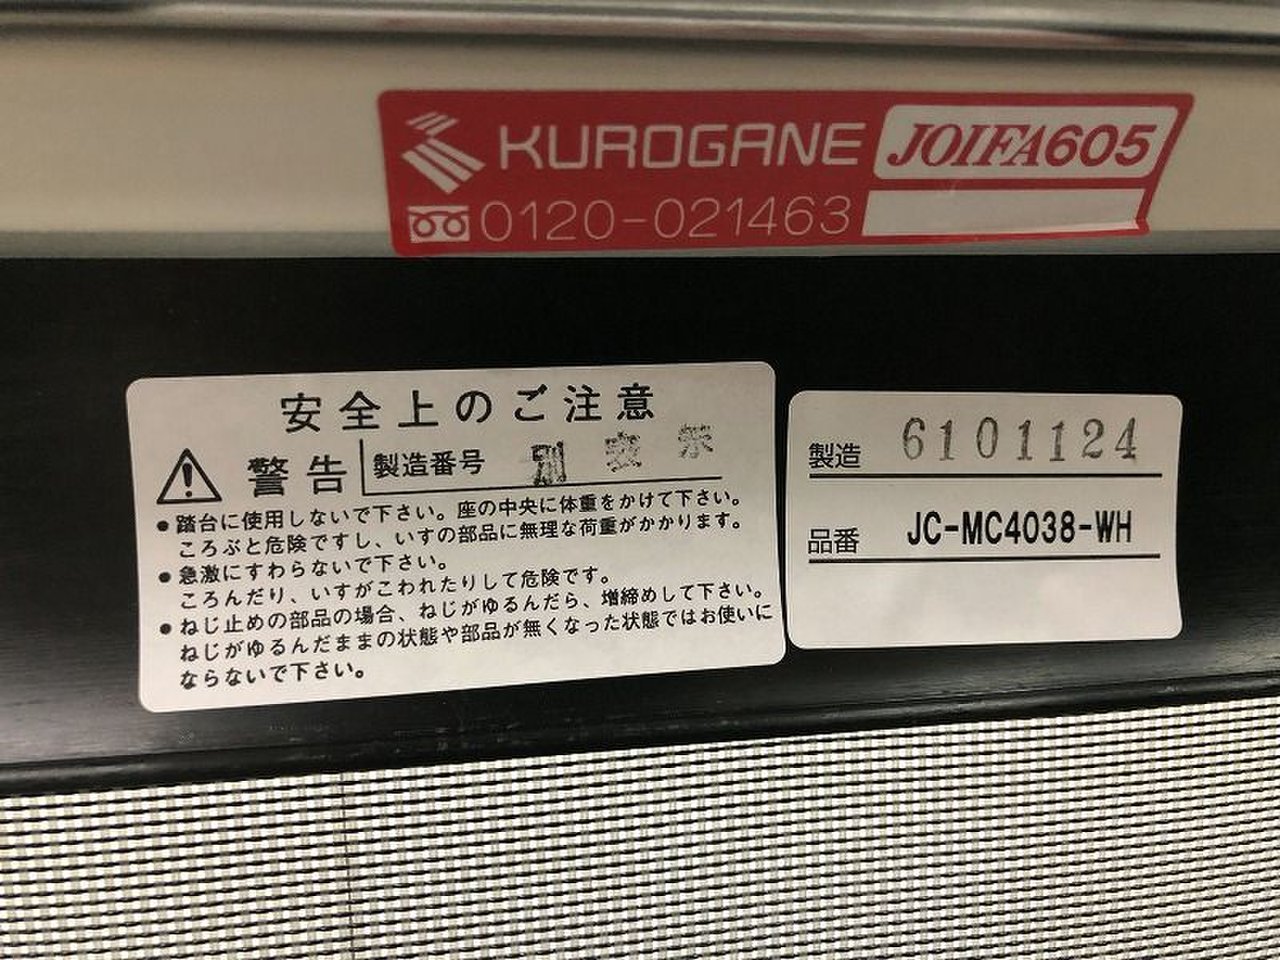 KUROGANE JOIFA605
0120-021463
安全上のご注意
警告 製造番号 別表示
●踏台に使用しないで下さい。座の中央に体重をかけて下さい。
ころぶと危険ですし、いすの部品に無理な荷重がかかります。
●急激にすわらないで下さい。
ころんだり、いすがこわれたりして危険です。
●ねじ止めの部品の場合、ねじがゆるんだら、増締めして下さい。
ねじがゆるんだままの状態や部品が無くなった状態ではお使いに
ならないで下さい。
製造 6101124
品番 JC-MC4038-WH